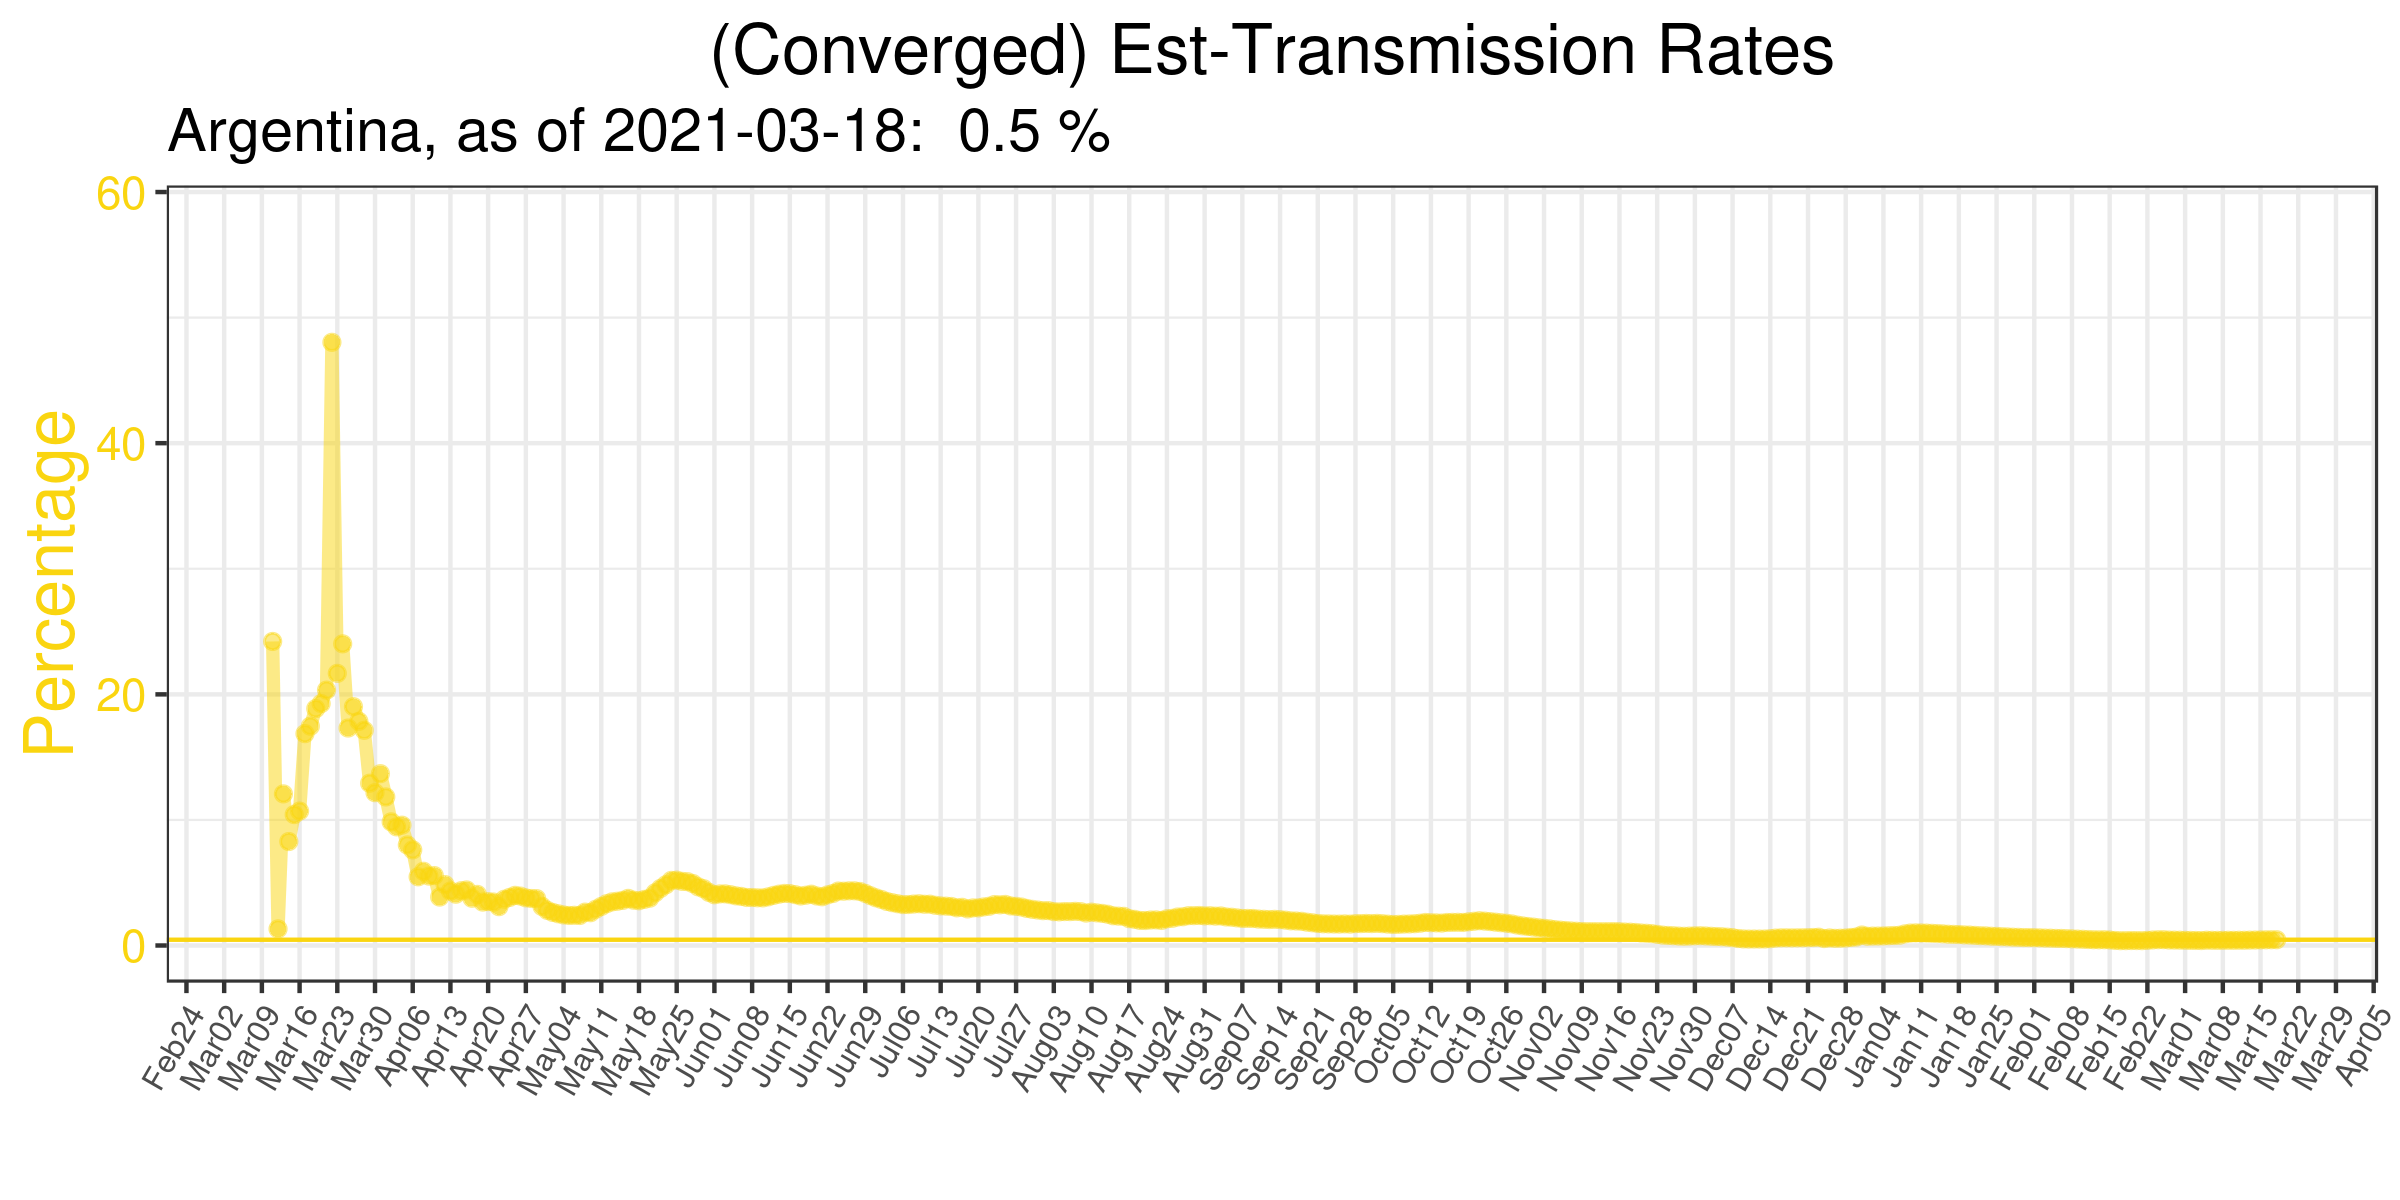 (Converged) Est-Transmission Rates
Argentina, as of 2021-03-18: 0.5 %
Percentage
60
40
20
0
Feb24
Mar02
Mar09
Mar16
Mar23
Mar30
Apr06
Apr13
Apr20
Apr27
May04
May11
May18
May25
Jun01
Jun08
Jun15
Jun22
Jun29
Jul06
Jul13
Jul20
Jul27
Aug03
Aug10
Aug17
Aug24
Aug31
Sep07
Sep14
Sep21
Sep28
Oct05
Oct12
Oct19
Oct26
Nov02
Nov09
Nov16
Nov23
Nov30
Dec07
Dec14
Dec21
Dec28
Jan04
Jan11
Jan18
Jan25
Feb01
Feb08
Feb15
Feb22
Mar01
Mar08
Mar15
Mar22
Mar29
Apr05